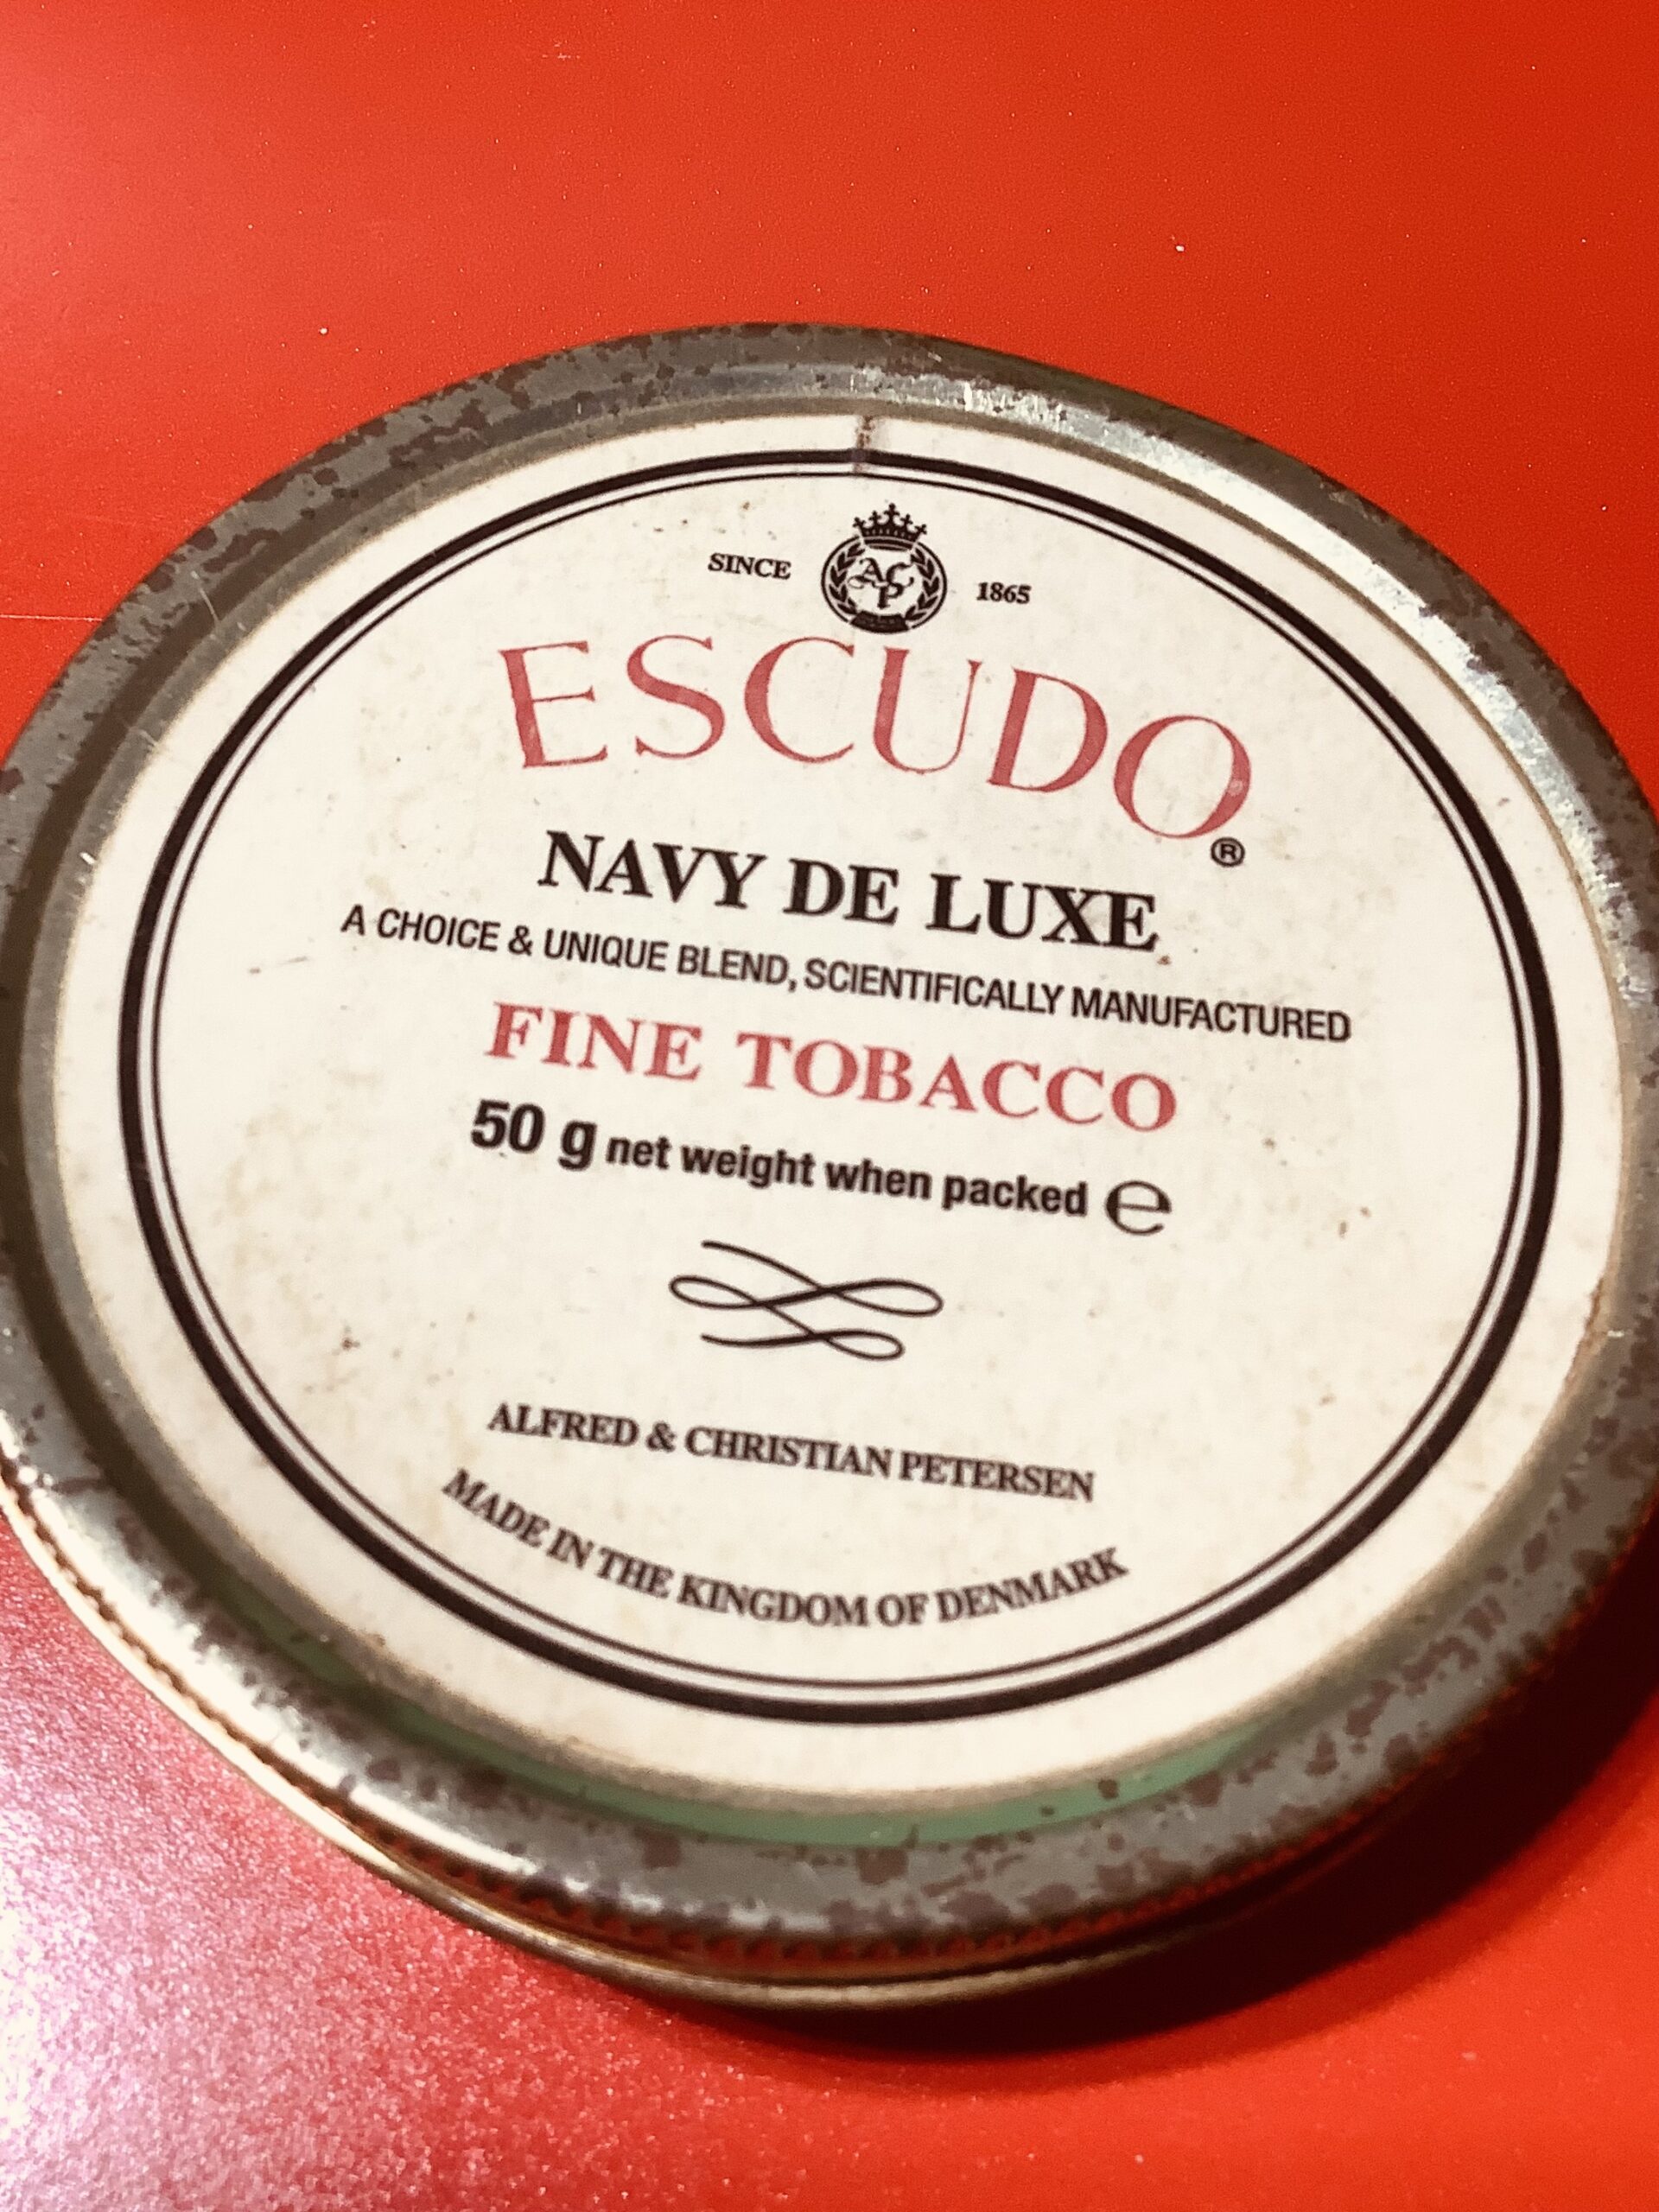 SINCE ACP 1865
ESCUDO®
NAVY DE LUXE
A CHOICE & UNIQUE BLEND, SCIENTIFICALLY MANUFACTURED
FINE TOBACCO
50 g net weight when packed ℮
ALFRED & CHRISTIAN PETERSEN
MADE IN THE KINGDOM OF DENMARK